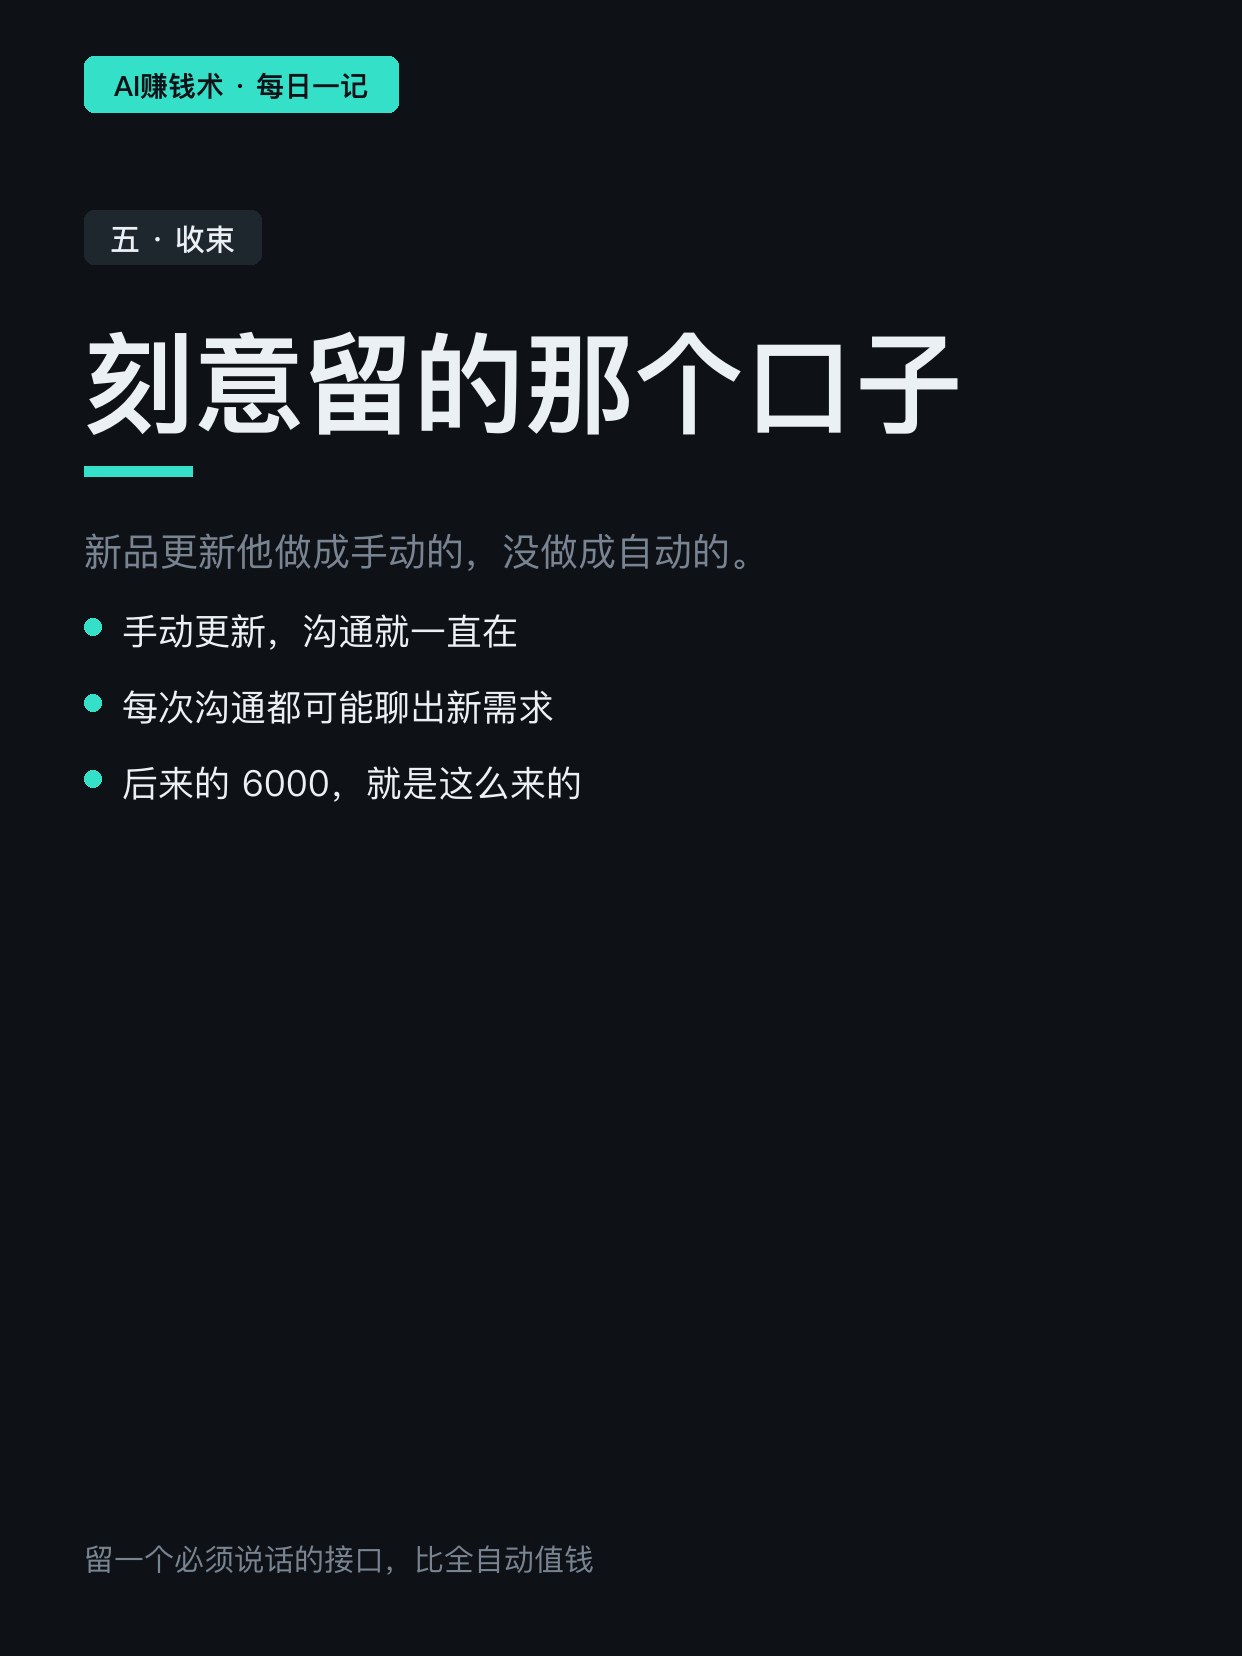 AI赚钱术 · 每日一记
五 · 收束
刻意留的那个口子
新品更新他做成手动的，没做成自动的。
手动更新，沟通就一直在
每次沟通都可能聊出新需求
后来的 6000，就是这么来的
留一个必须说话的接口，比全自动值钱